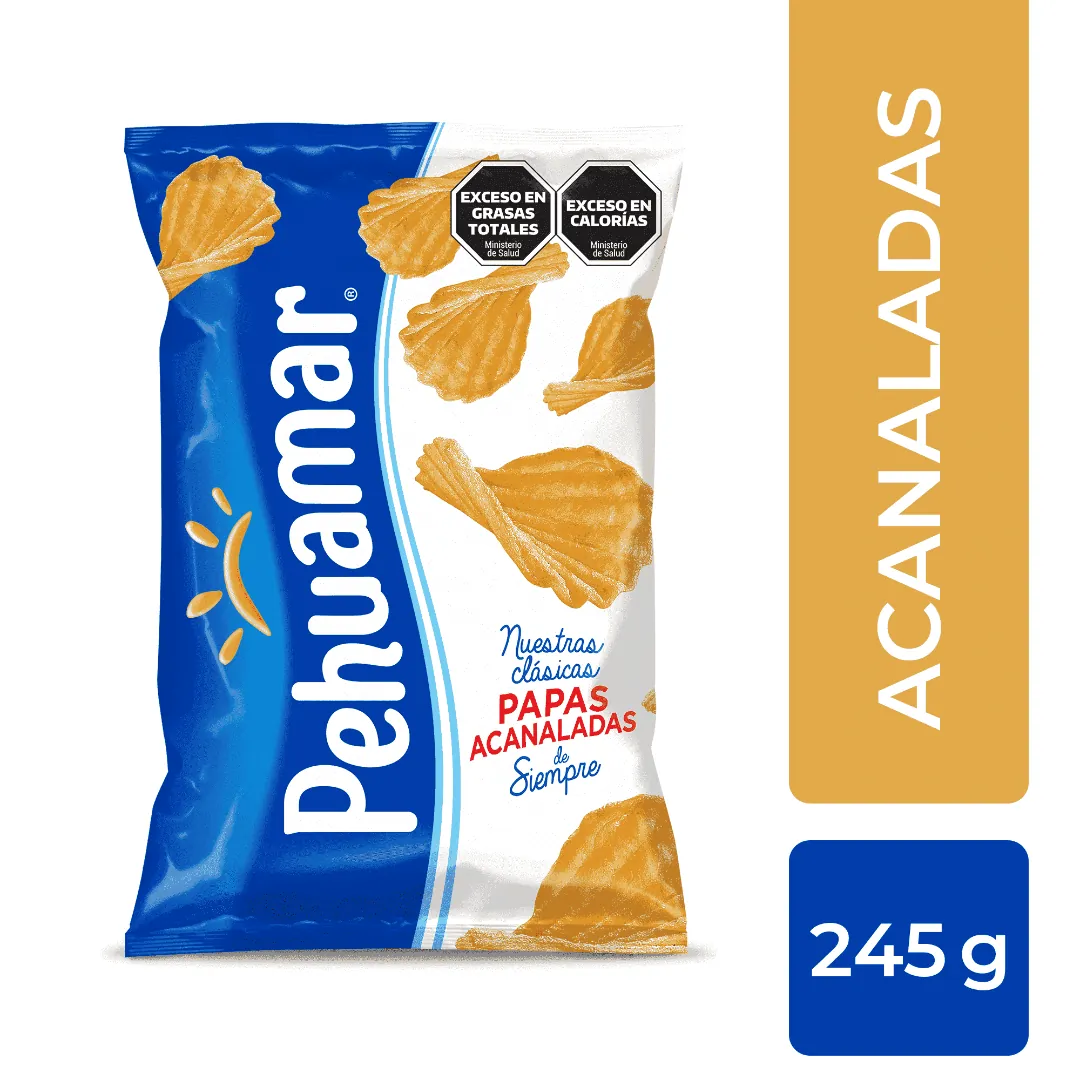 EXCESO EN
GRASAS
TOTALES
Ministerio
de Salud
EXCESO EN
CALORÍAS
Ministerio
de Salud
Pehuamar®
Nuestras
clásicas
PAPAS
ACANALADAS
de
Siempre
ACANALADAS
245 g